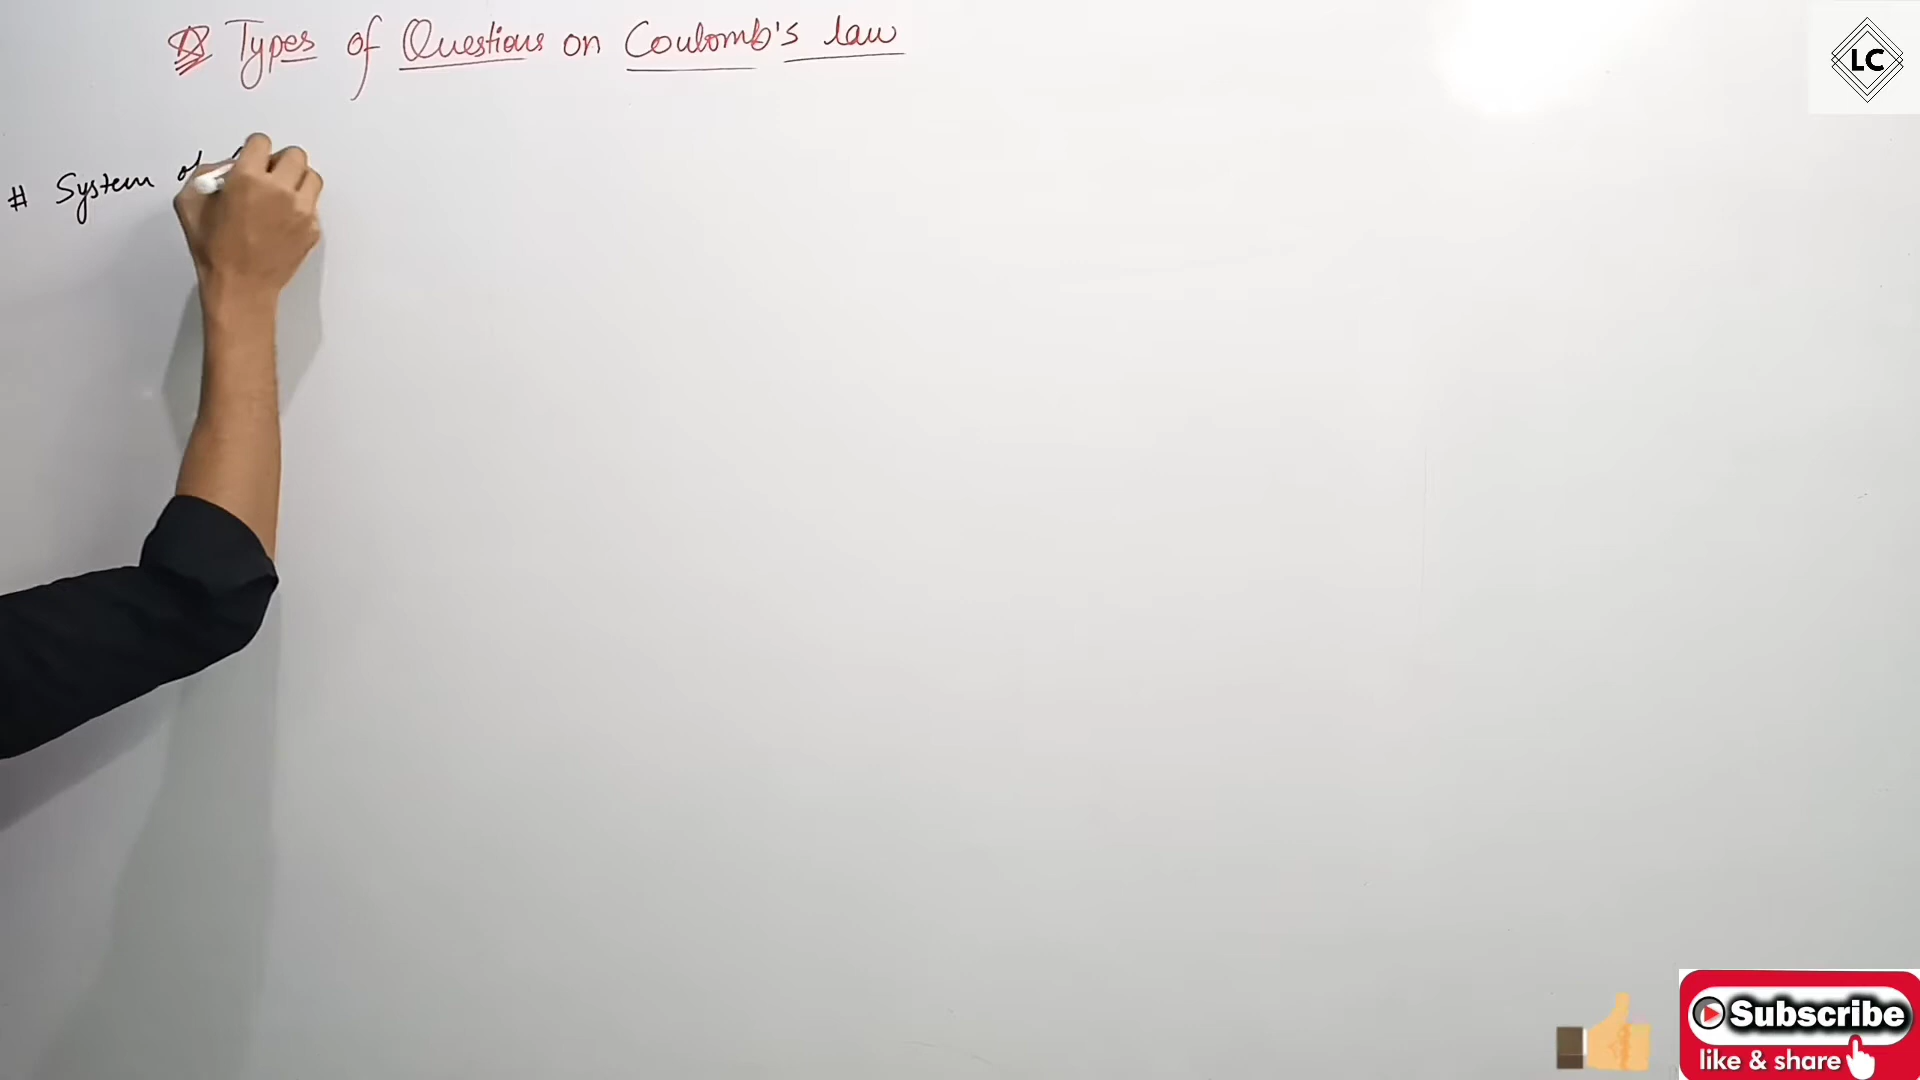 Types of Questions on Coulomb's law
LC
# System of
Subscribe
like & share